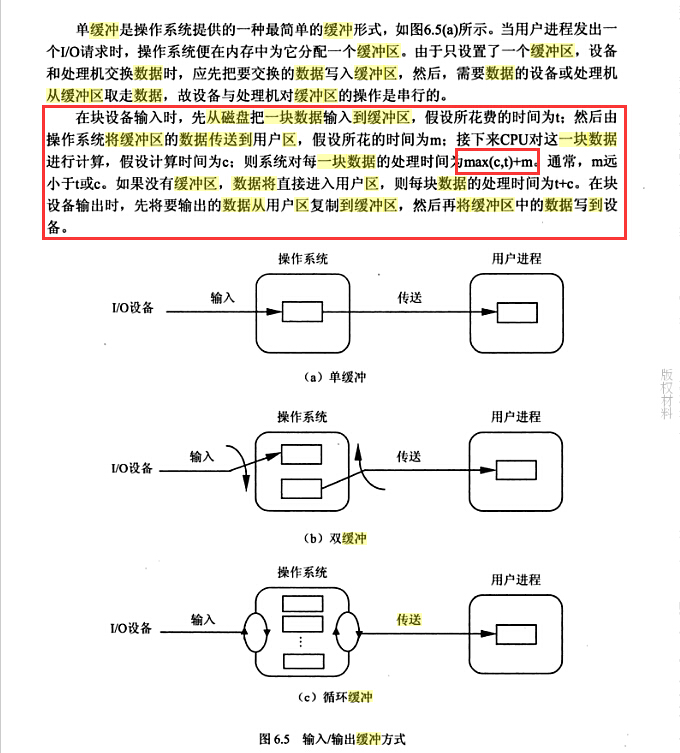 单缓冲是操作系统提供的一种最简单的缓冲形式，如图6.5(a)所示。当用户进程发出一
个I/O请求时，操作系统便在内存中为它分配一个缓冲区。由于只设置了一个缓冲区，设备
和处理机交换数据时，应先把要交换的数据写入缓冲区，然后，需要数据的设备或处理机
从缓冲区取走数据，故设备与处理机对缓冲区的操作是串行的。
在块设备输入时，先从磁盘把一块数据输入到缓冲区，假设所花费的时间为t；然后由
操作系统将缓冲区的数据传送到用户区，假设所花的时间为m；接下来CPU对这一块数据
进行计算，假设计算时间为c；则系统对每一块数据的处理时间为max(c,t)+m。通常，m远
小于t或c。如果没有缓冲区，数据将直接进入用户区，则每块数据的处理时间为t+c。在块
设备输出时，先将要输出的数据从用户区复制到缓冲区，然后再将缓冲区中的数据写到设
备。
操作系统 用户进程
I/O设备 输入 传送
（a）单缓冲
操作系统 用户进程
I/O设备 输入 传送
（b）双缓冲
操作系统 用户进程
I/O设备 输入 传送
（c）循环缓冲
图 6.5 输入/输出缓冲方式
版权材料